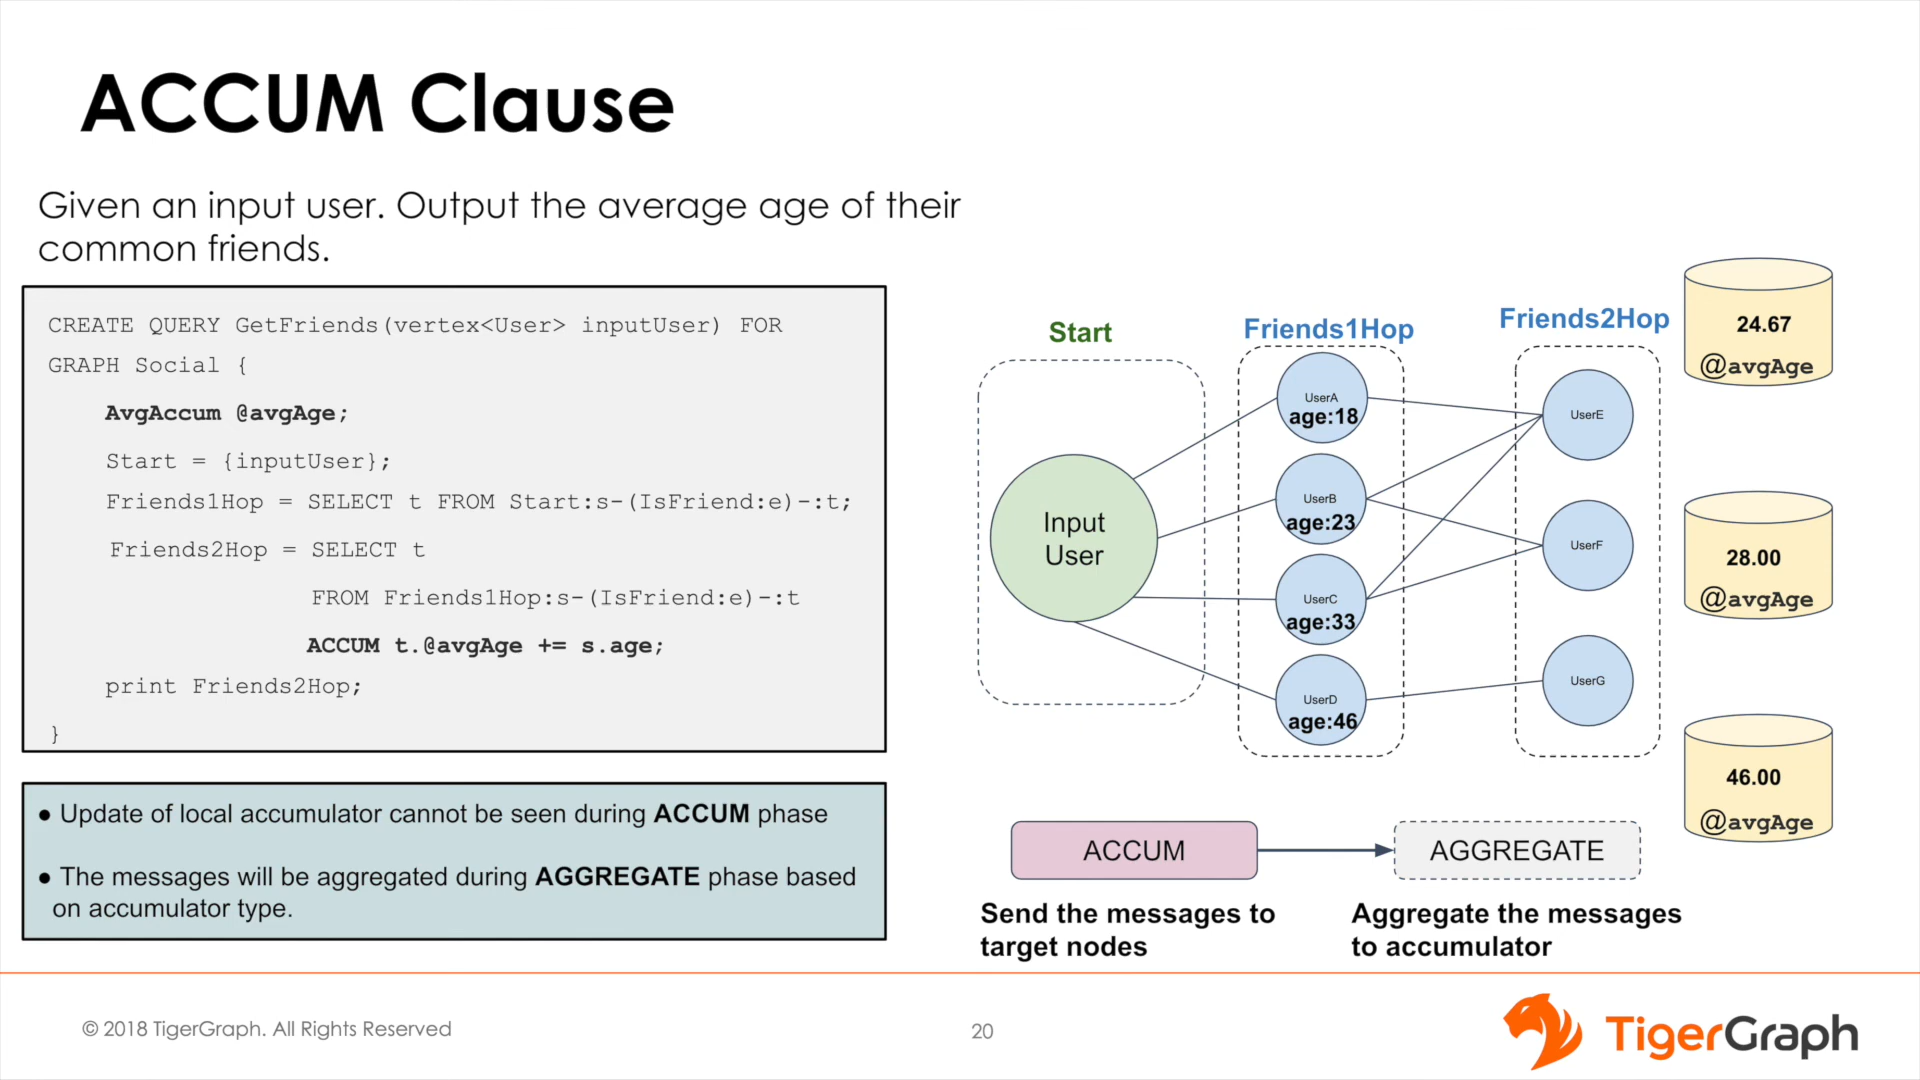 ACCUM Clause
Given an input user. Output the average age of their
common friends.
CREATE QUERY GetFriends(vertex<User> inputUser) FOR
GRAPH Social {
AvgAccum @avgAge;
Start = {inputUser};
Friends1Hop = SELECT t FROM Start:s-(IsFriend:e)-:t;
Friends2Hop = SELECT t
FROM Friends1Hop:s-(IsFriend:e)-:t
ACCUM t.@avgAge += s.age;
print Friends2Hop;
}
● Update of local accumulator cannot be seen during ACCUM phase
● The messages will be aggregated during AGGREGATE phase based
on accumulator type.
Start
Input
User
Friends1Hop
UserA
age:18
UserB
age:23
UserC
age:33
UserD
age:46
Friends2Hop
UserE
UserF
UserG
24.67
@avgAge
28.00
@avgAge
46.00
@avgAge
ACCUM
Send the messages to
target nodes
AGGREGATE
Aggregate the messages
to accumulator
© 2018 TigerGraph. All Rights Reserved
20
TigerGraph